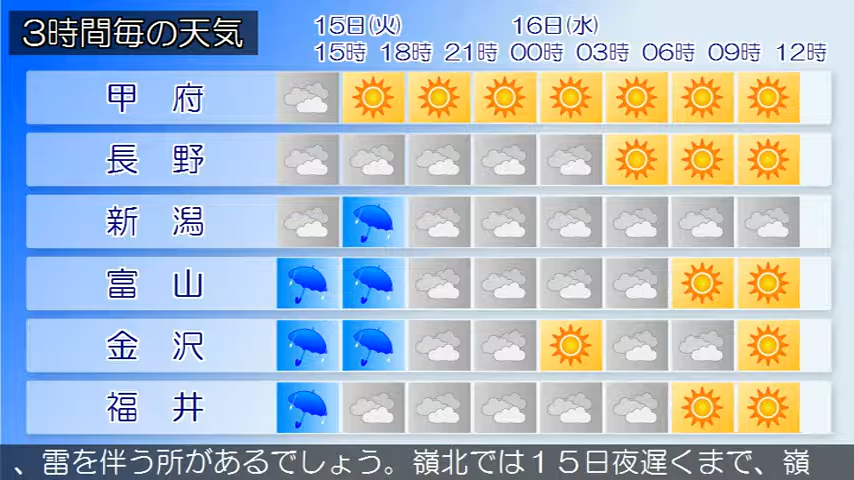 3時間毎の天気
15日(火) 16日(水)
15時 18時 21時 00時 03時 06時 09時 12時
甲 府
長 野
新 潟
富 山
金 沢
福 井
、雷を伴う所があるでしょう。嶺北では１５日夜遅くまで、嶺